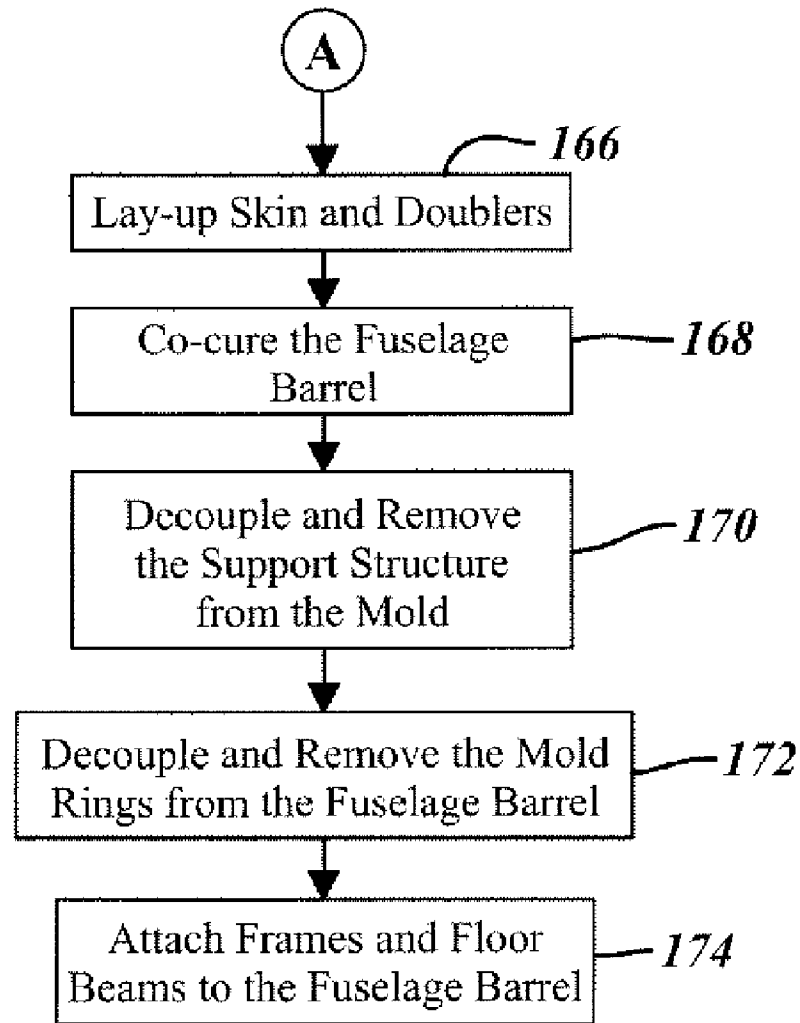 A
166
Lay-up Skin and Doublers
Co-cure the Fuselage
Barrel
168
Decouple and Remove
the Support Structure
from the Mold
170
Decouple and Remove the Mold
Rings from the Fuselage Barrel
172
Attach Frames and Floor
Beams to the Fuselage Barrel
174